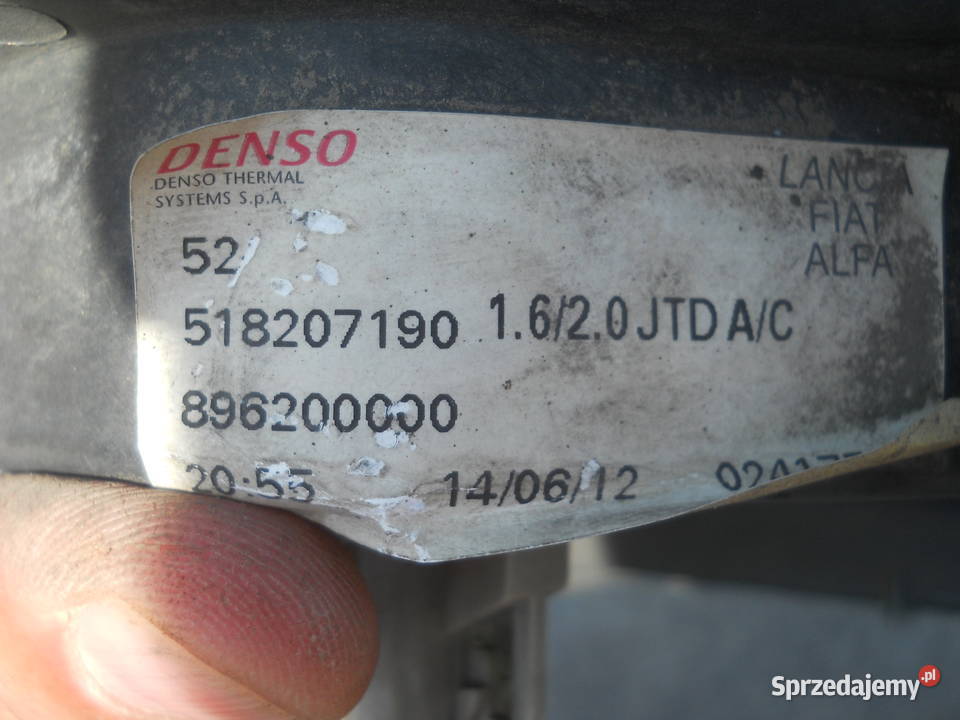 DENSO
DENSO THERMAL
SYSTEMS S.p.A.
LANCIA
FIAT
ALFA
52
518207190 1.6/2.0 JTD A/C
896200000
20:55 14/06/12
Sprzedajemy.pl